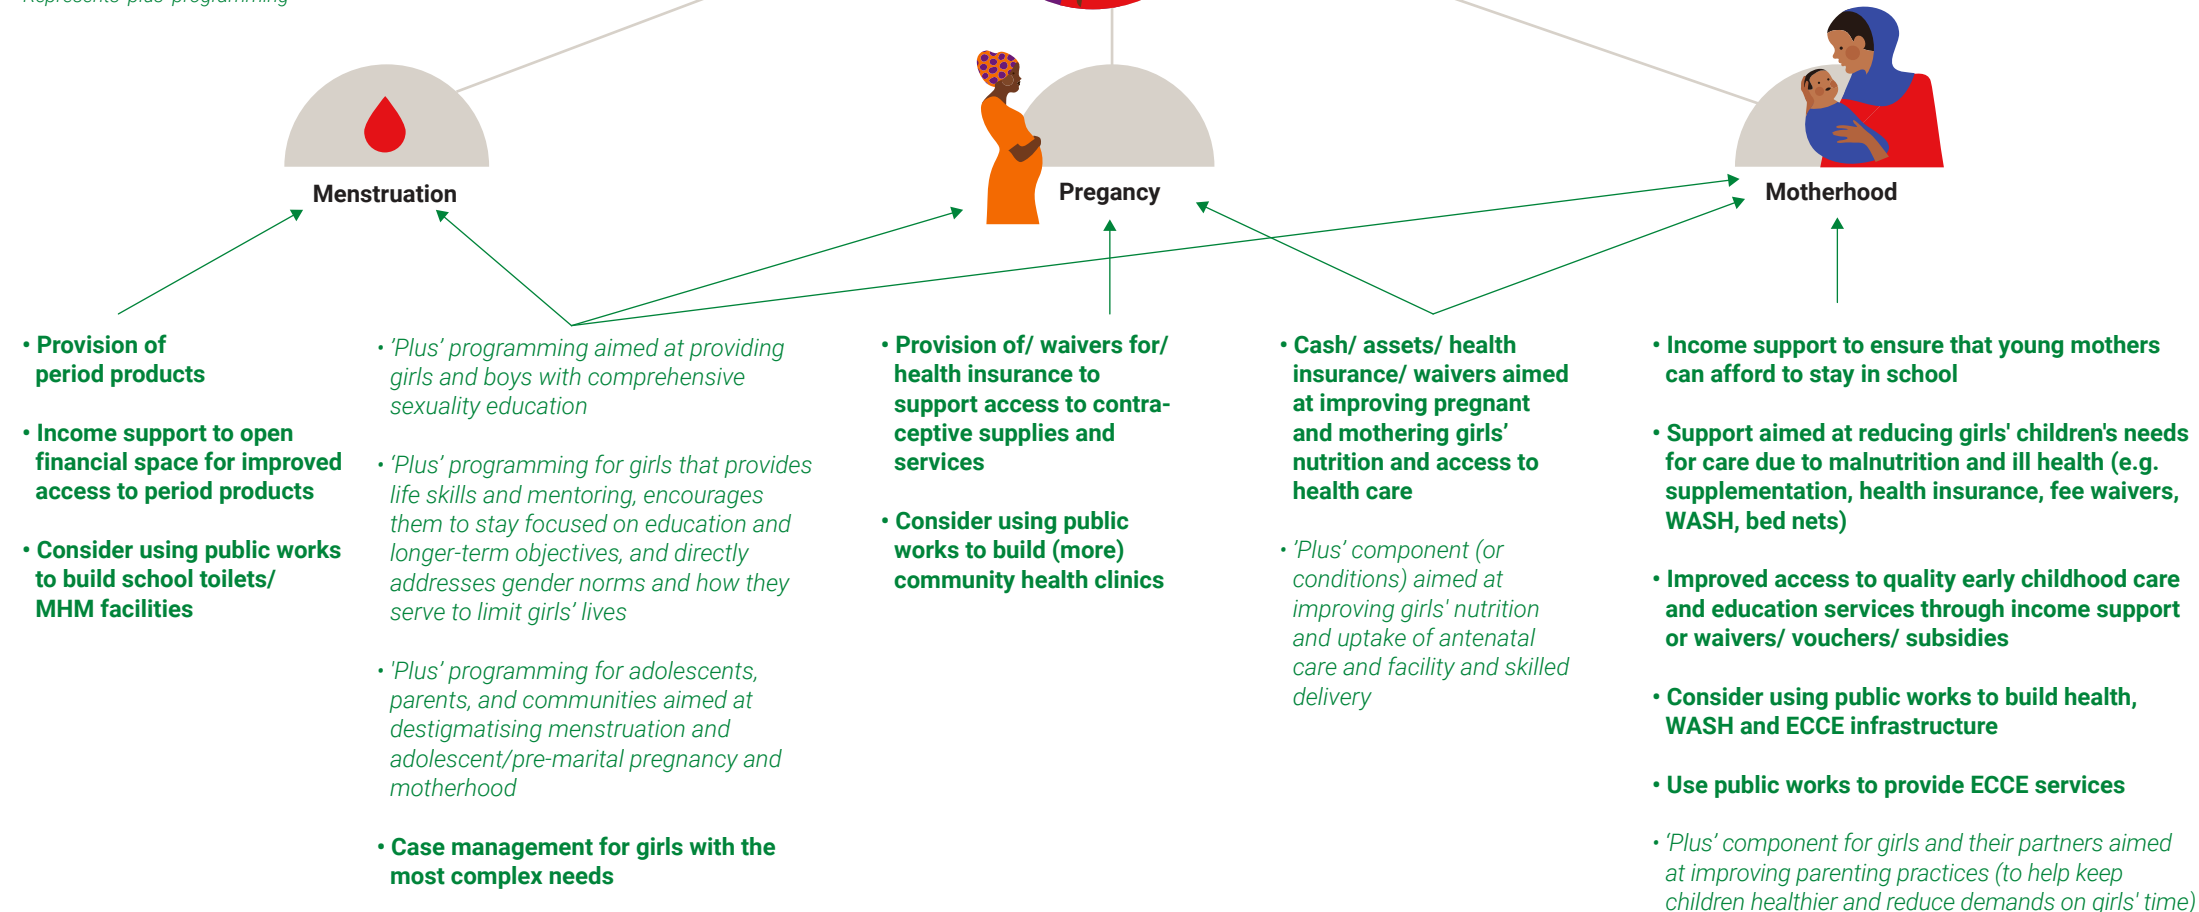 Represents 'plus' programming
Menstruation
Pregancy
Motherhood
• Provision of
period products
• Income support to open
financial space for improved
access to period products
• Consider using public works
to build school toilets/
MHM facilities
• 'Plus' programming aimed at providing
girls and boys with comprehensive
sexuality education
• 'Plus' programming for girls that provides
life skills and mentoring, encourages
them to stay focused on education and
longer-term objectives, and directly
addresses gender norms and how they
serve to limit girls' lives
• 'Plus' programming for adolescents,
parents, and communities aimed at
destigmatising menstruation and
adolescent/pre-marital pregnancy and
motherhood
• Case management for girls with the
most complex needs
• Provision of/ waivers for/
health insurance to
support access to contra-
ceptive supplies and
services
• Consider using public
works to build (more)
community health clinics
• Cash/ assets/ health
insurance/ waivers aimed
at improving pregnant
and mothering girls'
nutrition and access to
health care
• 'Plus' component (or
conditions) aimed at
improving girls' nutrition
and uptake of antenatal
care and facility and skilled
delivery
• Income support to ensure that young mothers
can afford to stay in school
• Support aimed at reducing girls' children's needs
for care due to malnutrition and ill health (e.g.
supplementation, health insurance, fee waivers,
WASH, bed nets)
• Improved access to quality early childhood care
and education services through income support
or waivers/ vouchers/ subsidies
• Consider using public works to build health,
WASH and ECCE infrastructure
• Use public works to provide ECCE services
• 'Plus' component for girls and their partners aimed
at improving parenting practices (to help keep
children healthier and reduce demands on girls' time)